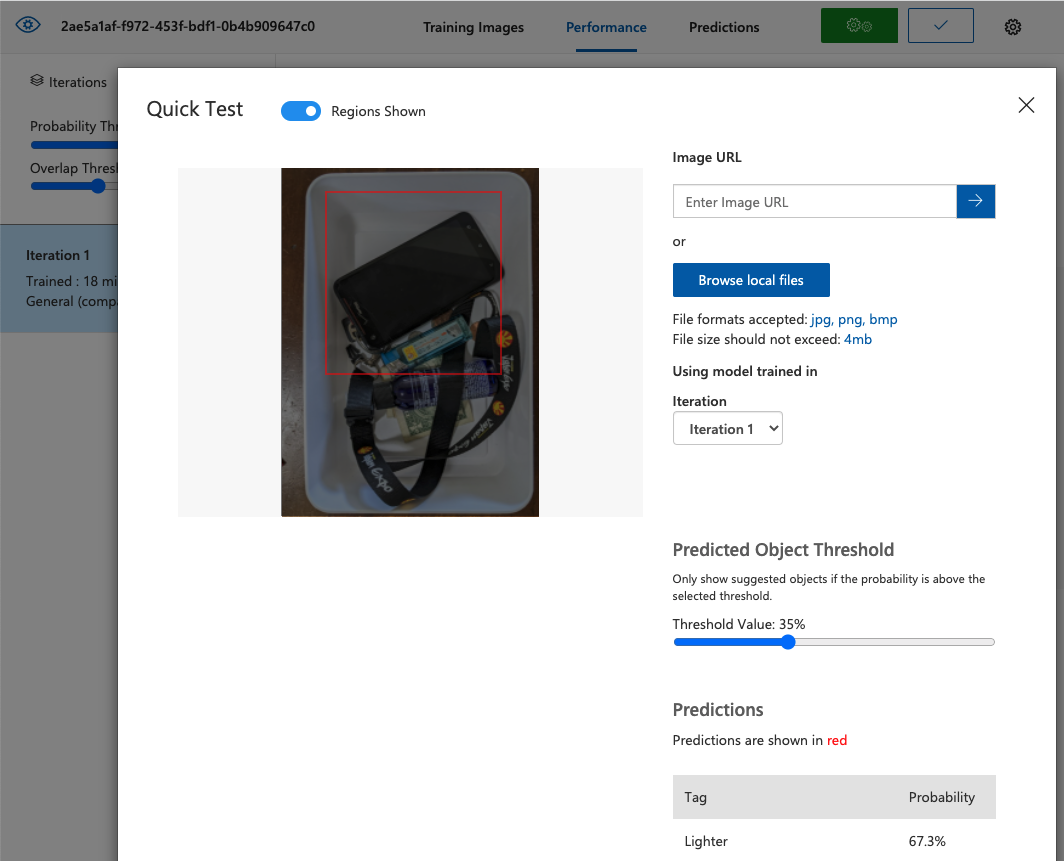 2ae5a1af-f972-453f-bdf1-0b4b909647c0
Training Images
Performance
Predictions
Iterations
Probability Thr
Overlap Thresh
Iteration 1
Trained : 18 mi
General (compa
Quick Test
Regions Shown
Image URL
Enter Image URL
or
Browse local files
File formats accepted: jpg, png, bmp
File size should not exceed: 4mb
Using model trained in
Iteration
Iteration 1
Predicted Object Threshold
Only show suggested objects if the probability is above the
selected threshold.
Threshold Value: 35%
Predictions
Predictions are shown in red
Tag Probability
Lighter 67.3%